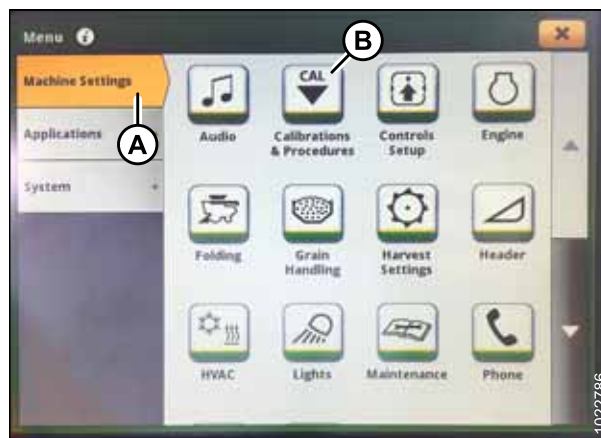 Menu i
B
Machine Settings
CAL
A
Applications
System
Audio
Calibrations
& Procedures
Controls
Setup
Engine
Folding
Grain
Handling
Harvest
Settings
Header
HVAC
Lights
Maintenance
Phone
1022786